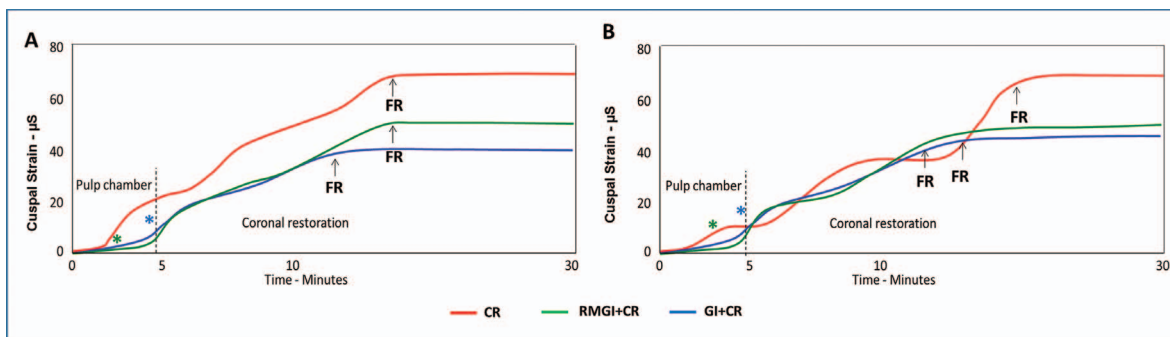 A
Cuspal Strain - µS
80
60
40
20
0
Pulp chamber
*
*
Coronal restoration
FR
FR
FR
0
5
10
30
Time - Minutes
B
Cuspal Strain - µS
80
60
40
20
0
Pulp chamber
*
*
Coronal restoration
FR
FR
FR
0
5
10
30
Time - Minutes
CR
RMGI+CR
GI+CR